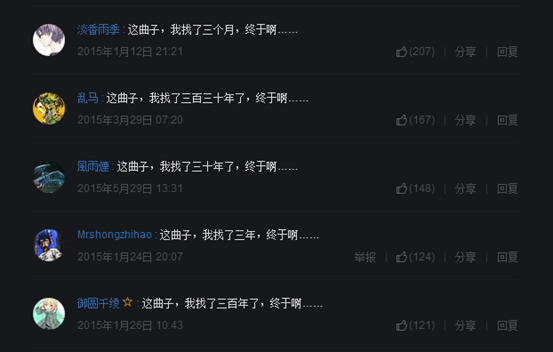 淡香雨季 : 这曲子，我找了三个月，终于啊……
2015年1月12日 21:21 (207) | 分享 | 回复
乱马 : 这曲子，我找了三百三十年了，终于啊……
2015年3月29日 07:20 (167) | 分享 | 回复
風雨僡 : 这曲子，我找了三十年了，终于啊……
2015年5月29日 13:31 (148) | 分享 | 回复
Mrshongzhihao : 这曲子，我找了三年，终于啊……
2015年1月24日 20:07 举报 | (124) | 分享 | 回复
御圄千绫 : 这曲子，我找了三百年了，终于啊……
2015年1月26日 10:43 (121) | 分享 | 回复